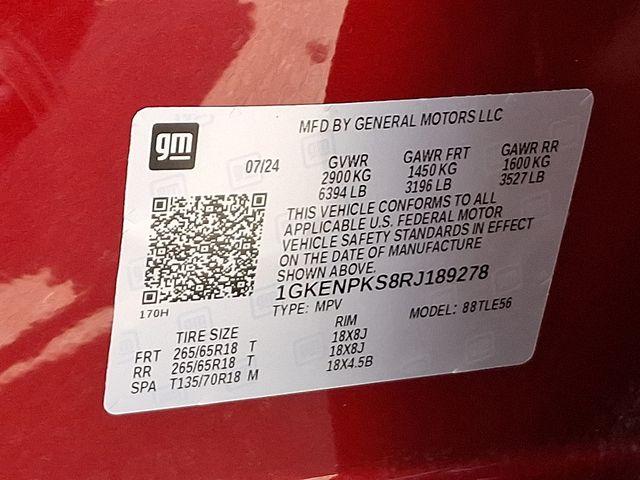 gm
MFD BY GENERAL MOTORS LLC
07/24
GVWR GAWR FRT GAWR RR
2900 KG 1450 KG 1600 KG
6394 LB 3196 LB 3527 LB
THIS VEHICLE CONFORMS TO ALL
APPLICABLE U.S. FEDERAL MOTOR
VEHICLE SAFETY STANDARDS IN EFFECT
ON THE DATE OF MANUFACTURE
SHOWN ABOVE.
1GKENPKS8RJ189278
170H
TYPE: MPV MODEL: 88TLE56
TIRE SIZE RIM
FRT 265/65R18 T 18X8J
RR 265/65R18 T 18X8J
SPA T135/70R18 M 18X4.5B